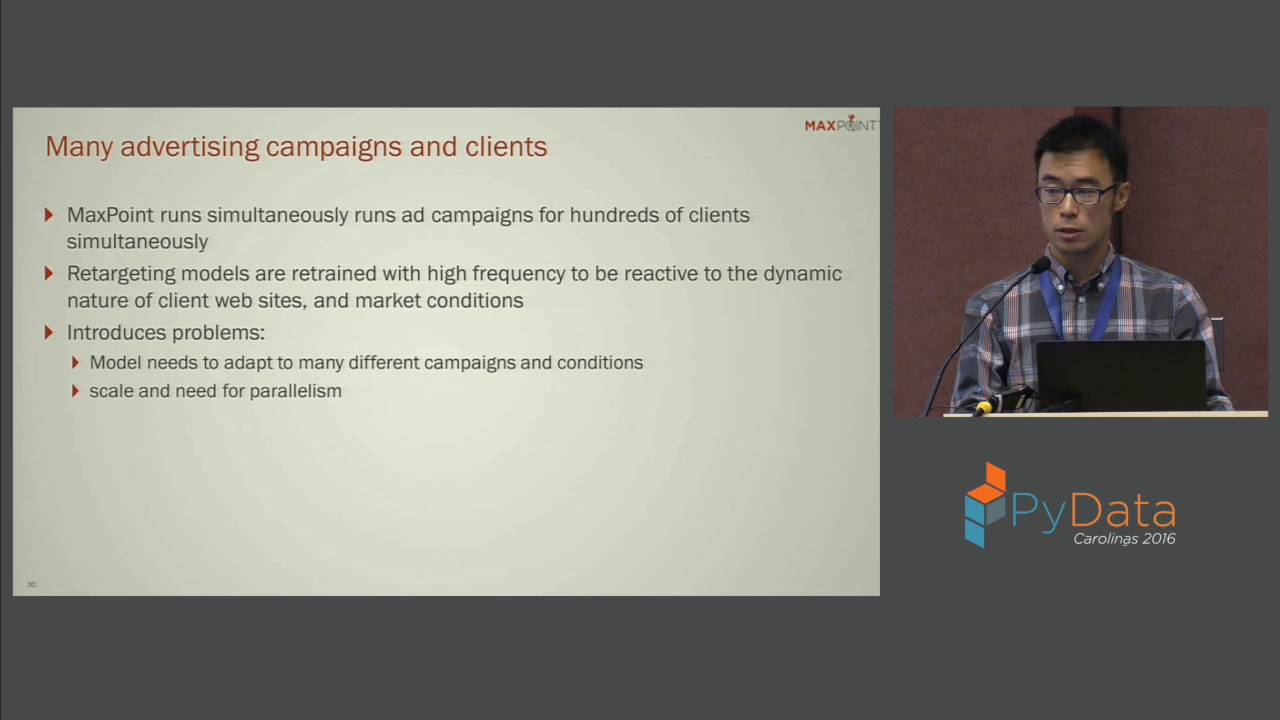 MAXPOINT
Many advertising campaigns and clients
MaxPoint runs simultaneously runs ad campaigns for hundreds of clients
simultaneously
Retargeting models are retrained with high frequency to be reactive to the dynamic
nature of client web sites, and market conditions
Introduces problems:
Model needs to adapt to many different campaigns and conditions
scale and need for parallelism
30
PyData
Carolinas 2016